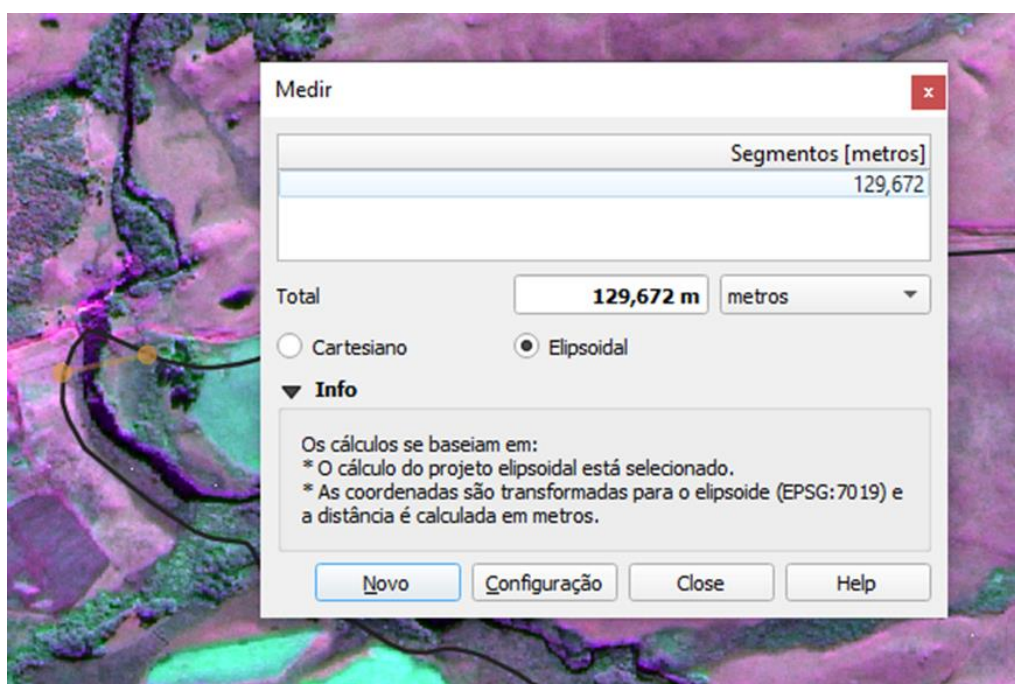 Medir
x
Segmentos [metros]
129,672
Total 129,672 m metros
Cartesiano Elipsoidal
Info
Os cálculos se baseiam em:
* O cálculo do projeto elipsoidal está selecionado.
* As coordenadas são transformadas para o elipsoide (EPSG:7019) e
a distância é calculada em metros.
Novo Configuração Close Help